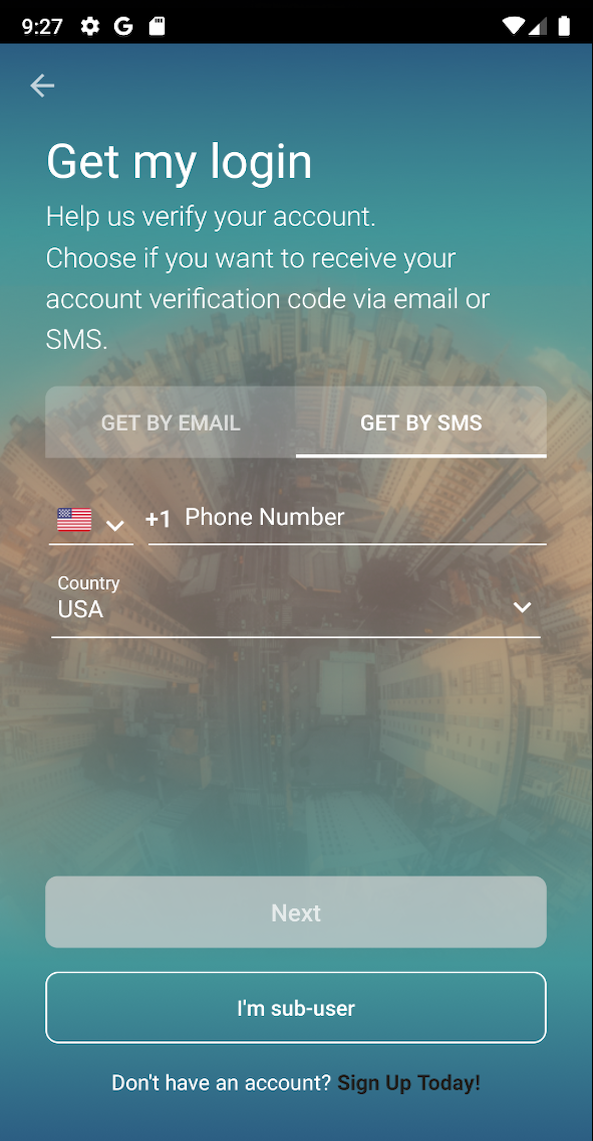 9:27
Get my login
Help us verify your account.
Choose if you want to receive your
account verification code via email or
SMS.
GET BY EMAIL
GET BY SMS
+1 Phone Number
Country
USA
Next
I'm sub-user
Don't have an account? Sign Up Today!